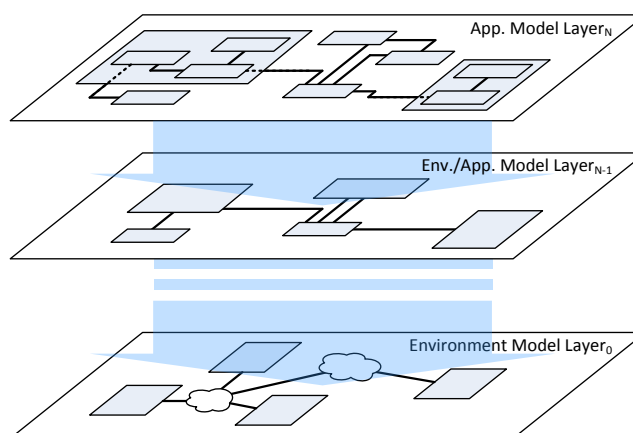 App. Model LayerN
Env./App. Model LayerN-1
Environment Model Layer0